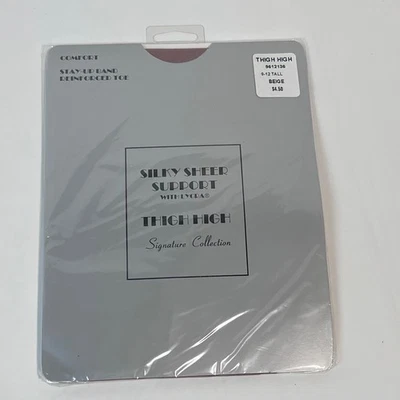 COMFORT
STAY-UP BAND
REINFORCED TOE
THIGH HIGH
9612136
8-12 TALL
BEIGE
$4.50
SILKY SHEER
SUPPORT
WITH LYCRA®
THIGH HIGH
Signature Collection